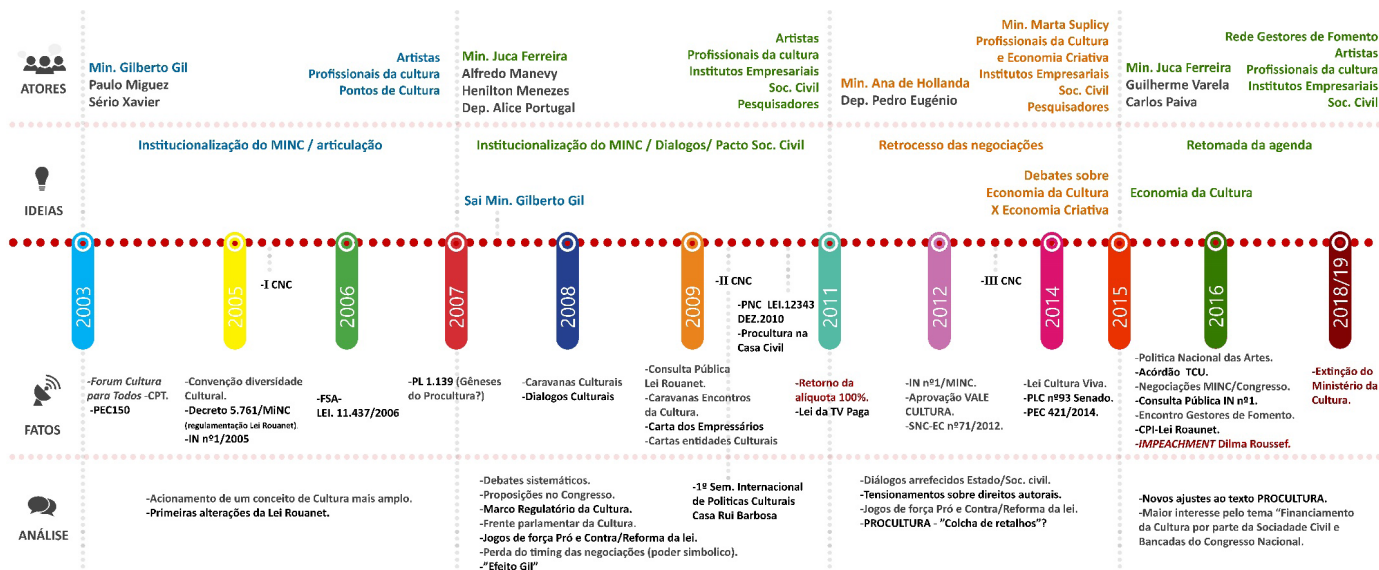 ATORES
Min. Gilberto Gil
Paulo Miguez
Sério Xavier
Artistas
Profissionais da cultura
Pontos de Cultura
Min. Juca Ferreira
Alfredo Manevy
Henilton Menezes
Dep. Alice Portugal
Artistas
Profissionais da cultura
Institutos Empresariais
Soc. Civil
Pesquisadores
Min. Ana de Hollanda
Dep. Pedro Eugénio
Min. Marta Suplicy
Profissionais da Cultura
e Economia Criativa
Institutos Empresariais
Soc. Civil
Pesquisadores
Min. Juca Ferreira
Guilherme Varela
Carlos Paiva
Rede Gestores de Fomento
Artistas
Profissionais da cultura
Institutos Empresariais
Soc. Civil
IDEIAS
Institucionalização do MINC / articulação
Institucionalização do MINC / Dialogos/ Pacto Soc. Civil
Sai Min. Gilberto Gil
Retrocesso das negociações
Debates sobre
Economia da Cultura
X Economia Criativa
Retomada da agenda
Economia da Cultura
2003
2005
-I CNC
2006
2007
2008
2009
-II CNC
-PNC LEI.12343
DEZ.2010
-Procultura na
Casa Civil
2011
2012
-III CNC
2014
2015
2016
2018/19
FATOS
-Forum Cultura
para Todos -CPT.
-PEC150
-Convenção diversidade
Cultural.
-Decreto 5.761/MiNC
(regulamentação Lei Rouanet).
-IN nº1/2005
-FSA-
LEI. 11.437/2006
-PL 1.139 (Gêneses
do Procultura?)
-Caravanas Culturais
-Dialogos Culturais
-Consulta Pública
Lei Rouanet.
-Caravanas Encontros
da Cultura.
-Carta dos Empressários
-Cartas entidades Culturais
-Retorno da
alíquota 100%.
-Lei da TV Paga
-IN nº1/MINC.
-Aprovação VALE
CULTURA.
-SNC-EC nº71/2012.
-Lei Cultura Viva.
-PLC nº93 Senado.
-PEC 421/2014.
-Politica Nacional das Artes.
-Acórdão TCU.
-Negociações MINC/Congresso.
-Consulta Pública IN nº1.
-Encontro Gestores de Fomento.
-CPI-Lei Roaunet.
-IMPEACHMENT Dilma Roussef.
-Extinção do
Ministério da
Cultura.
ANÁLISE
-Acionamento de um conceito de Cultura mais amplo.
-Primeiras alterações da Lei Rouanet.
-Debates sistemáticos.
-Proposições no Congresso.
-Marco Regulatório da Cultura.
-Frente parlamentar da Cultura.
-Jogos de força Pró e Contra/Reforma da lei.
-Perda do timing das negociações (poder simbolico).
-"Efeito Gil"
-1º Sem. Internacional
de Politicas Culturais
Casa Rui Barbosa
-Diálogos arrefecidos Estado/Soc. civil.
-Tensionamentos sobre direitos autorais.
-Jogos de força Pró e Contra/Reforma da lei.
-PROCULTURA - "Colcha de retalhos"?
-Novos ajustes ao texto PROCULTURA.
-Maior interesse pelo tema "Financiamento
da Cultura por parte da Sociadade Civil e
Bancadas do Congresso Nacional.